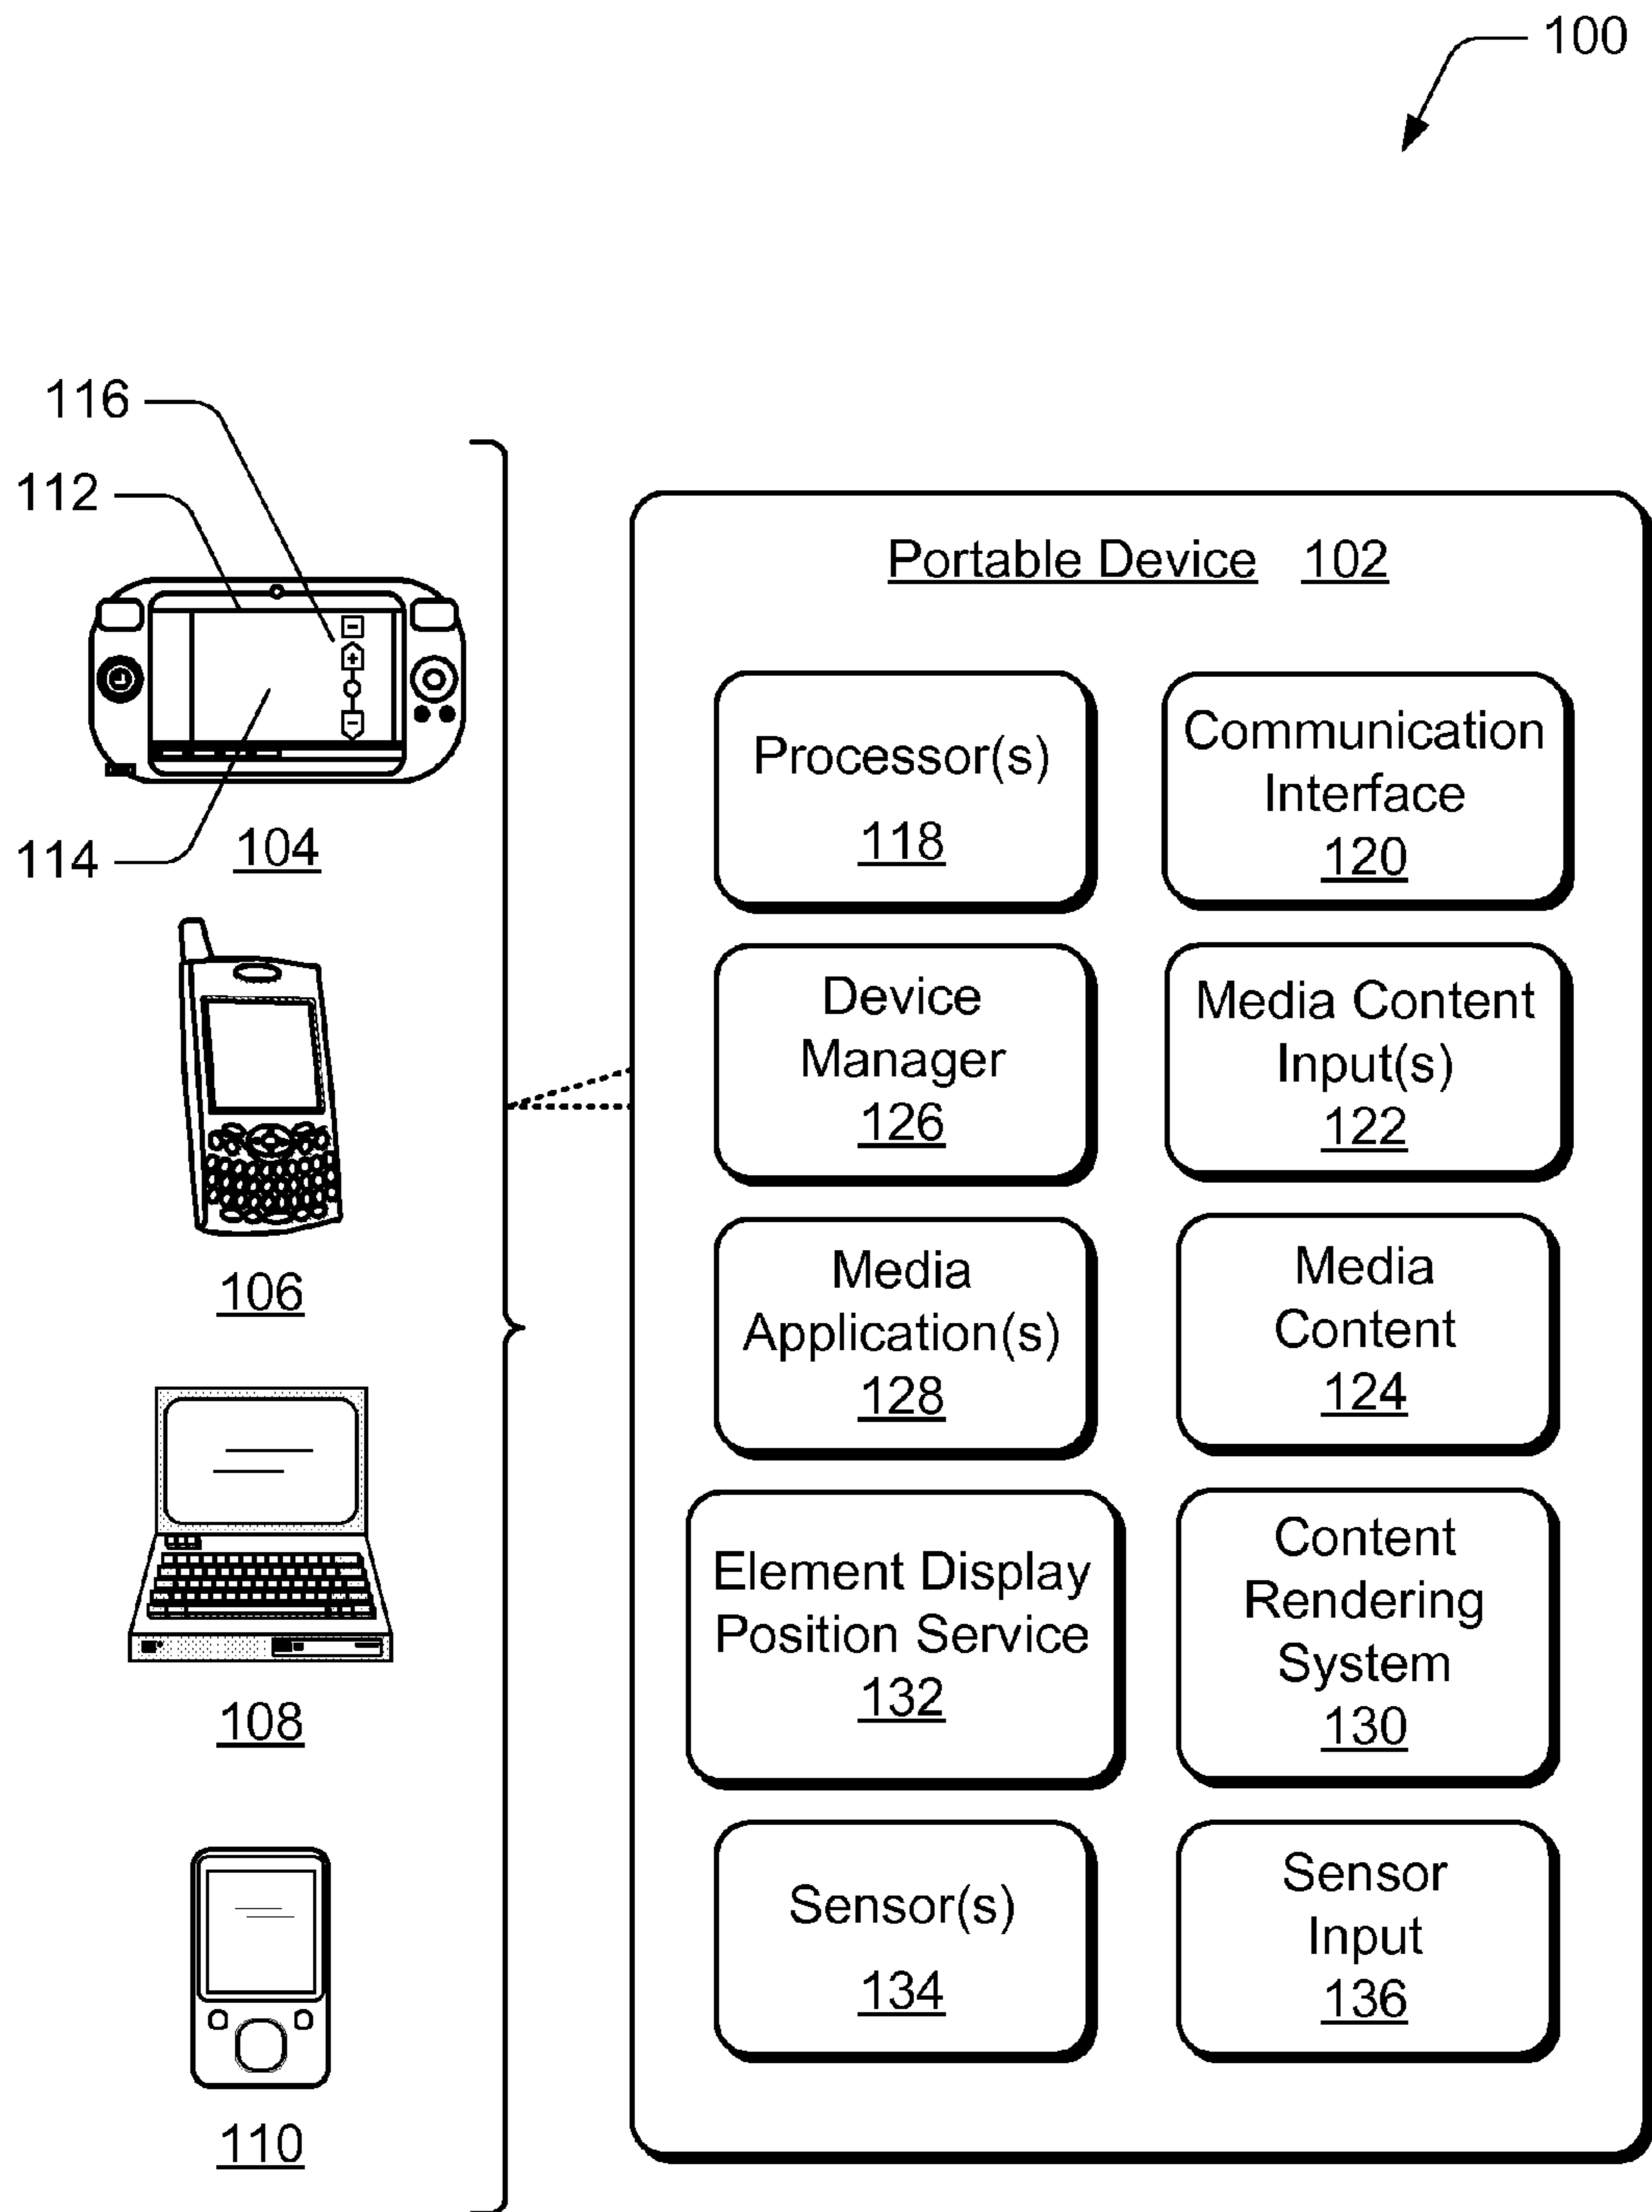 100
116
112
114
104
106
108
110
Portable Device 102
Processor(s)
118
Communication
Interface
120
Device
Manager
126
Media Content
Input(s)
122
Media
Application(s)
128
Media
Content
124
Element Display
Position Service
132
Content
Rendering
System
130
Sensor(s)
134
Sensor
Input
136